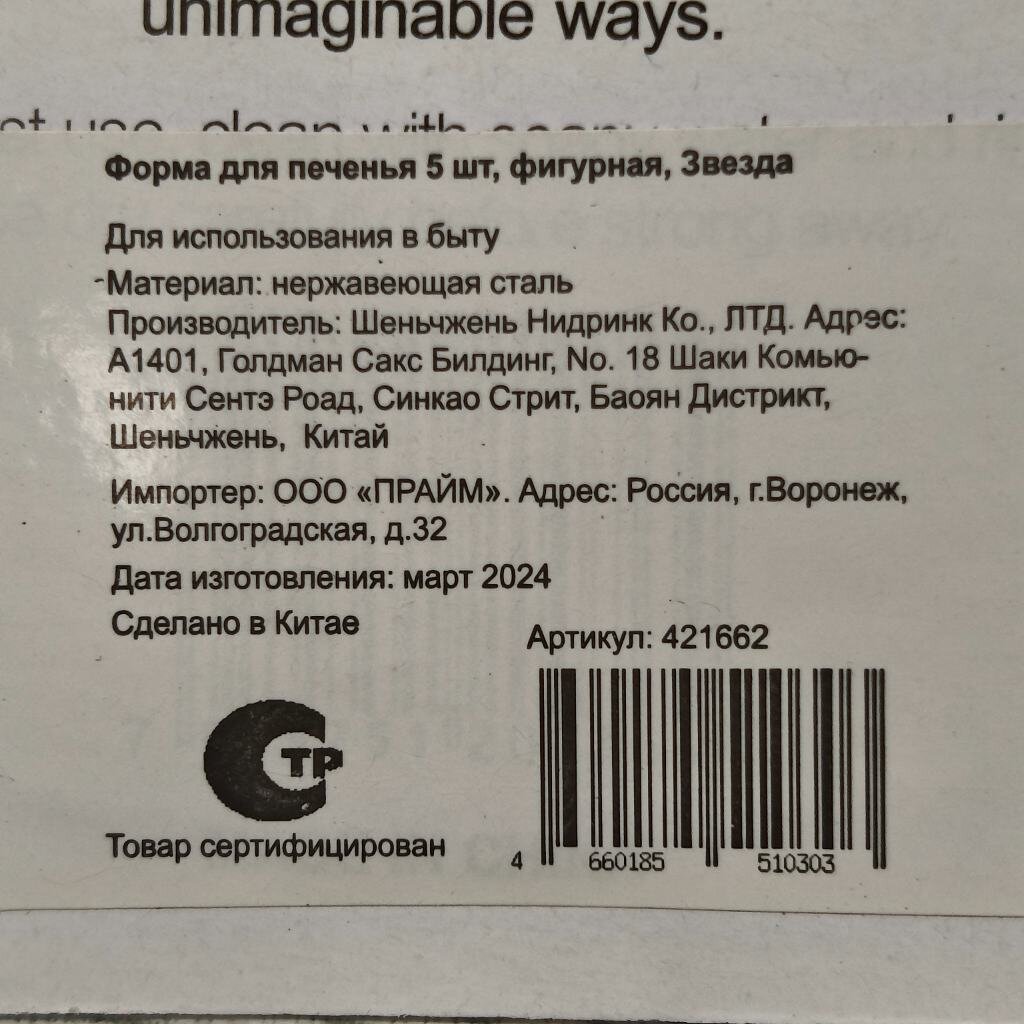 unimaginable ways.
clean with
Форма для печенья 5 шт, фигурная, Звезда
Для использования в быту
-Материал: нержавеющая сталь
Производитель: Шеньчжень Нидринк Ко., ЛТД. Адрэс:
А1401, Голдман Сакс Билдинг, No. 18 Шаки Комью-
нити Сентэ Роад, Синкао Стрит, Баоян Дистрикт,
Шеньчжень, Китай
Импортер: ООО «ПРАЙМ». Адрес: Россия, г.Воронеж,
ул.Волгоградская, д.32
Дата изготовления: март 2024
Сделано в Китае
Артикул: 421662
СТР
Товар сертифицирован
4 660185 510303